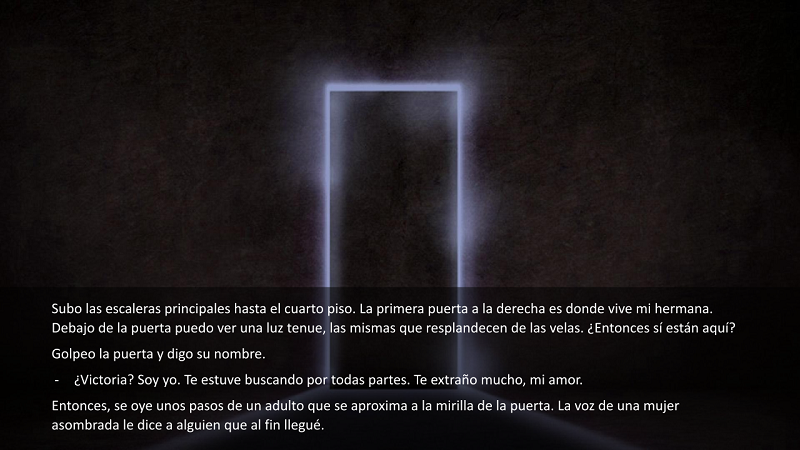 Subo las escaleras principales hasta el cuarto piso. La primera puerta a la derecha es donde vive mi hermana.
Debajo de la puerta puedo ver una luz tenue, las mismas que resplandecen de las velas. ¿Entonces sí están aquí?
Golpeo la puerta y digo su nombre.
- ¿Victoria? Soy yo. Te estuve buscando por todas partes. Te extraño mucho, mi amor.
Entonces, se oye unos pasos de un adulto que se aproxima a la mirilla de la puerta. La voz de una mujer
asombrada le dice a alguien que al fin llegué.